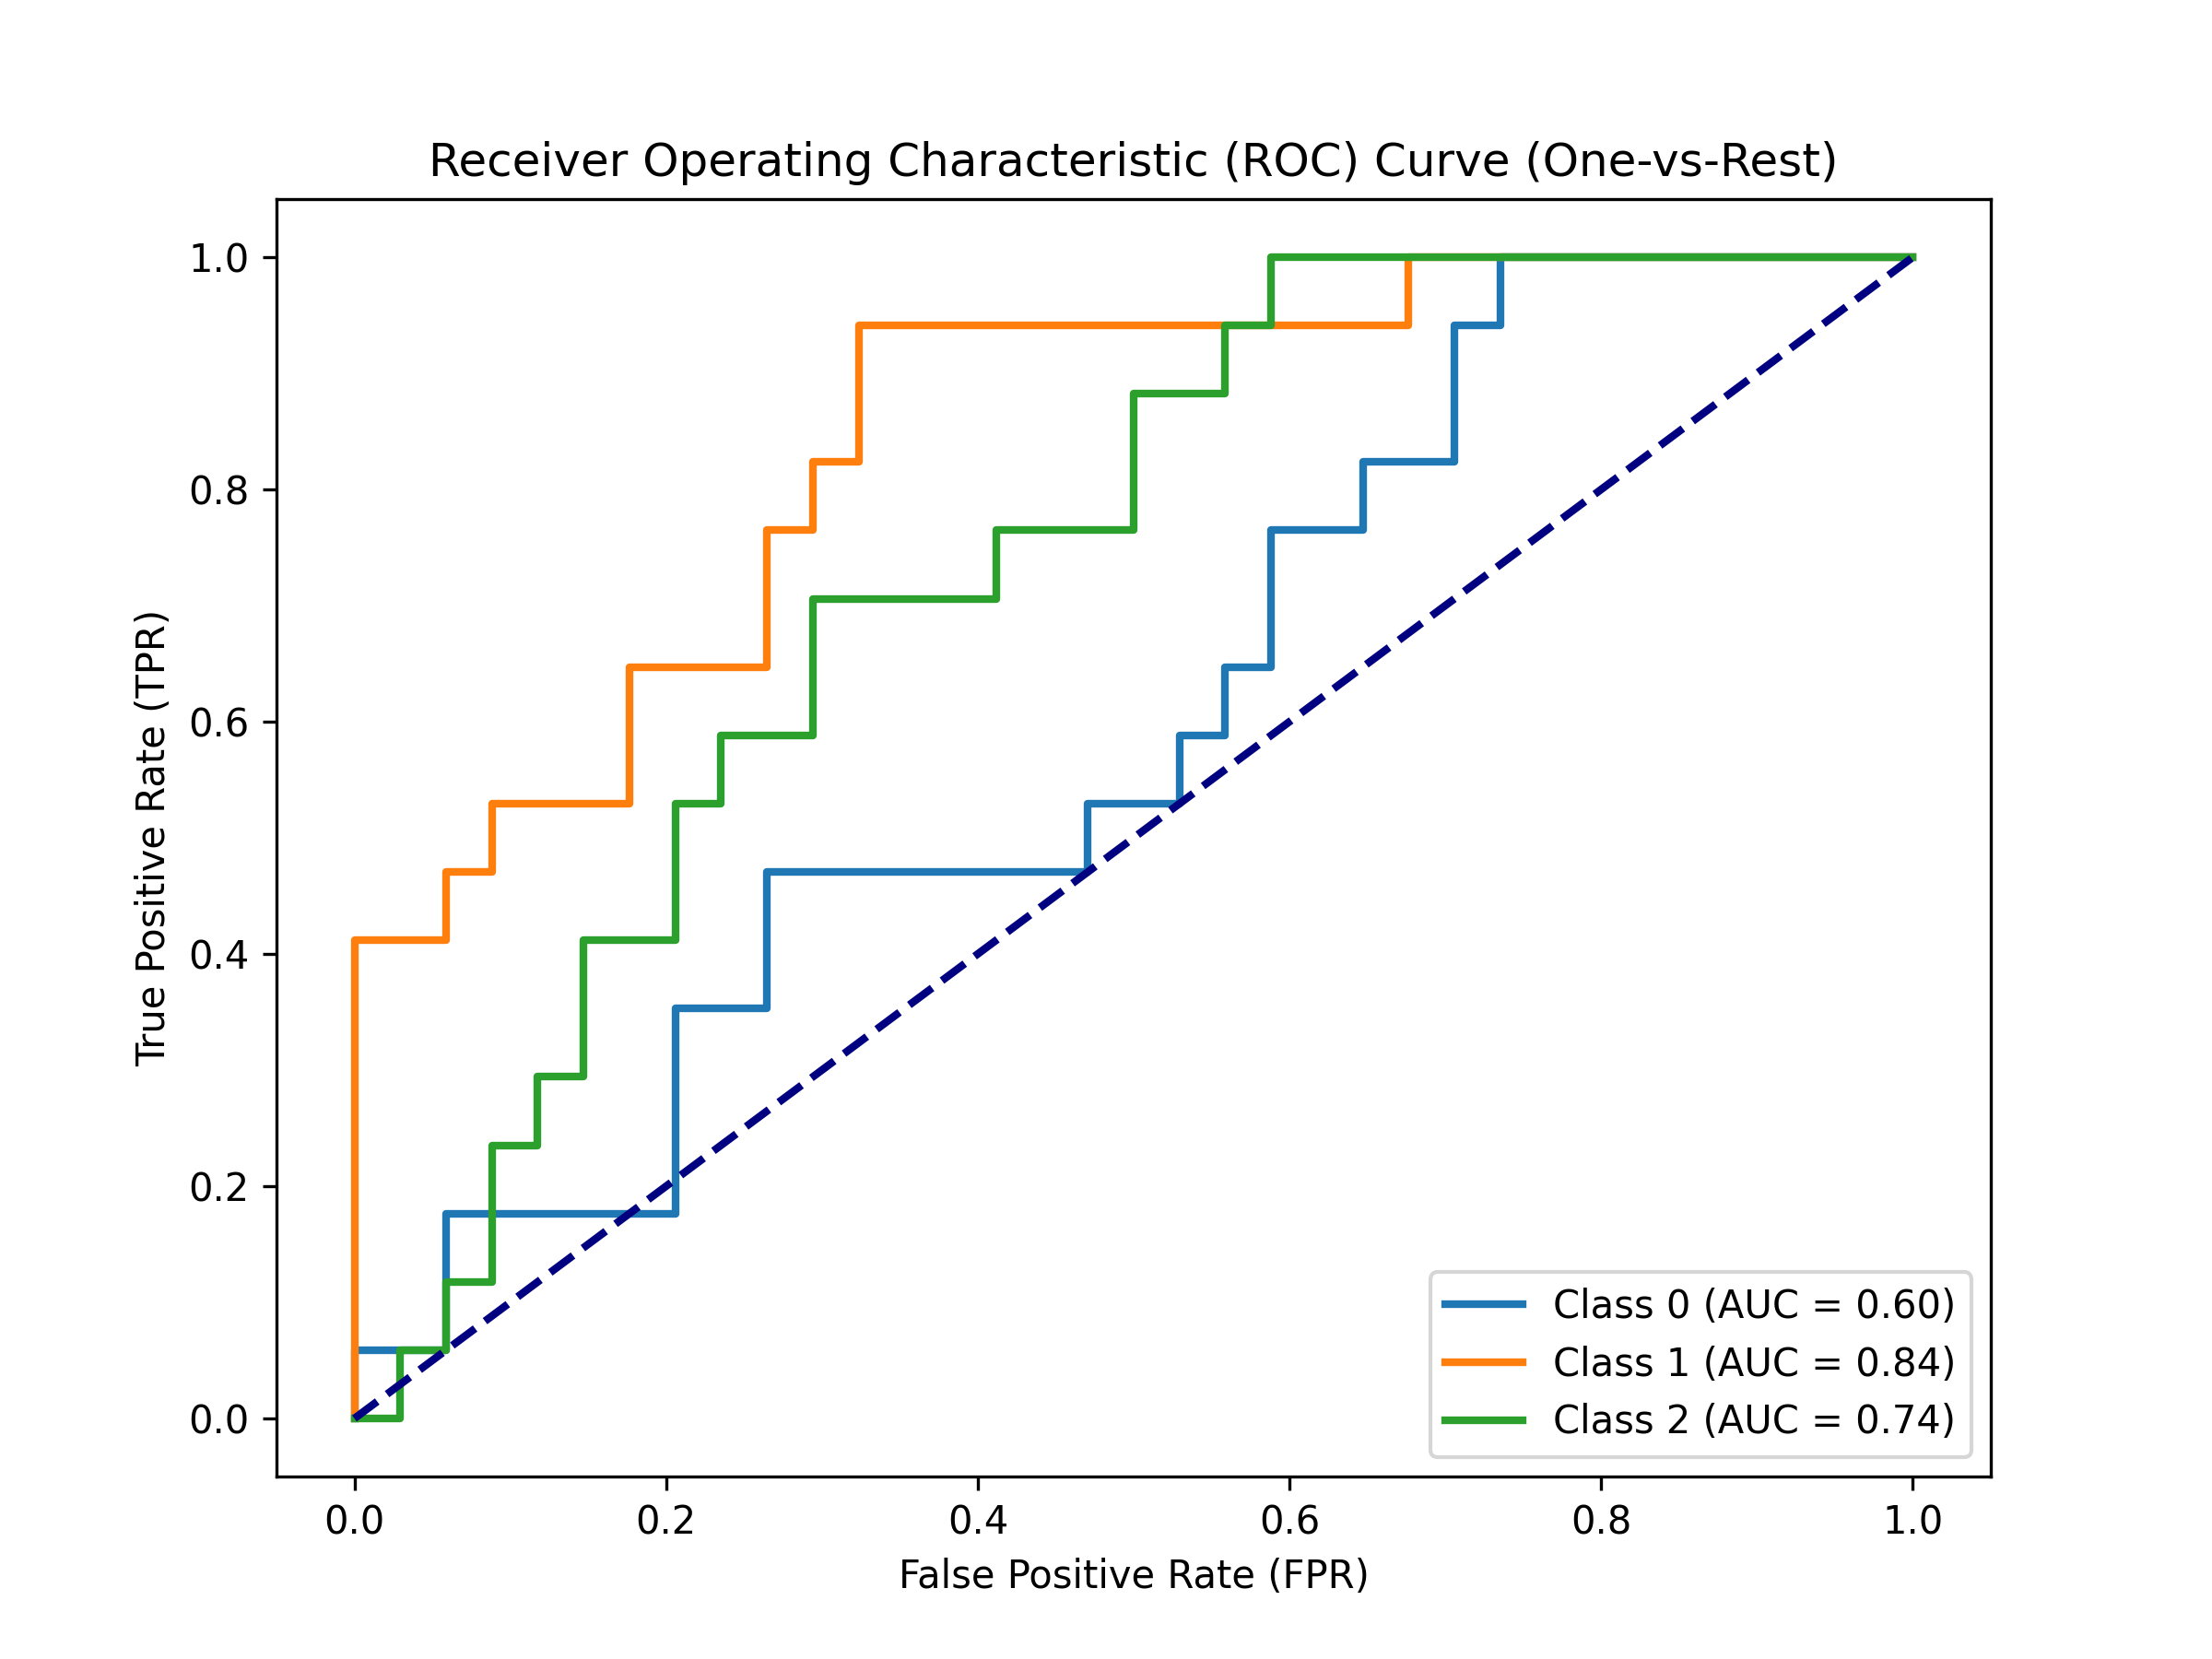 Receiver Operating Characteristic (ROC) Curve (One-vs-Rest)
True Positive Rate (TPR)
1.0
0.8
0.6
0.4
0.2
0.0
Class 0 (AUC = 0.60)
Class 1 (AUC = 0.84)
Class 2 (AUC = 0.74)
0.0 0.2 0.4 0.6 0.8 1.0
False Positive Rate (FPR)